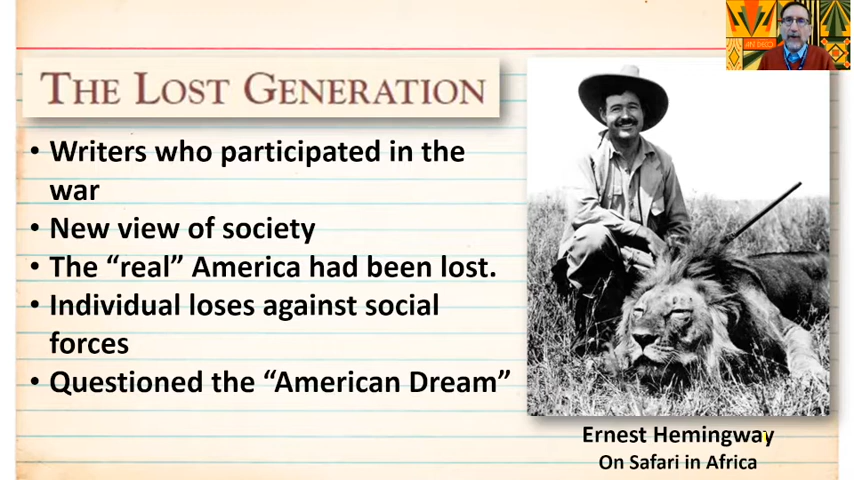 THE LOST GENERATION
• Writers who participated in the
war
• New view of society
• The “real” America had been lost.
• Individual loses against social
forces
• Questioned the “American Dream”
Ernest Hemingway
On Safari in Africa